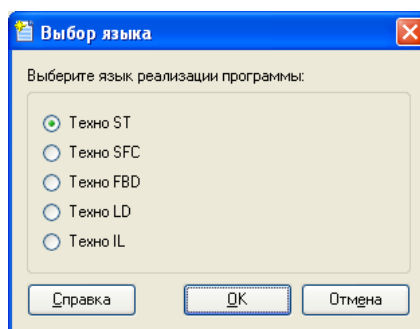 Выбор языка
Выберите язык реализации программы:
Техно ST
Техно SFC
Техно FBD
Техно LD
Техно IL
Справка OK Отмена